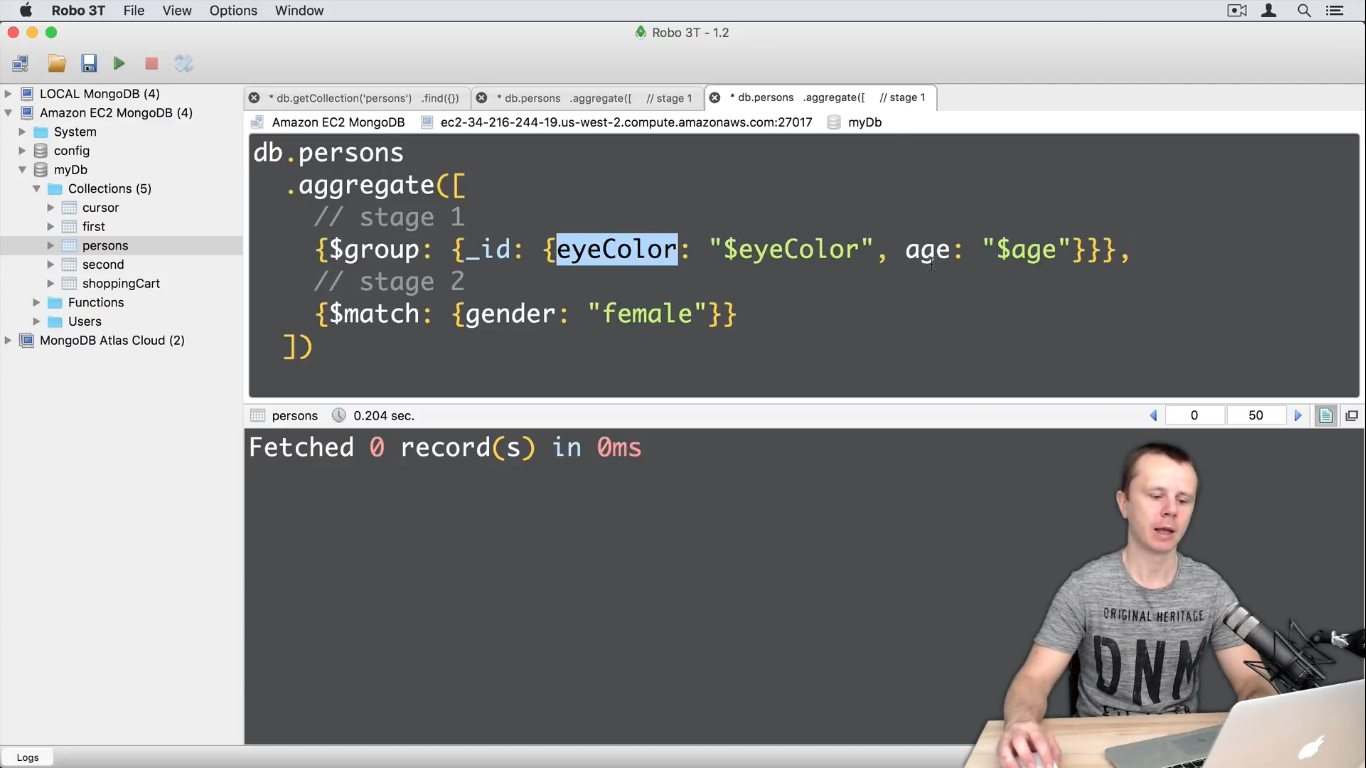 Robo 3T File View Options Window
Robo 3T - 1.2
LOCAL MongoDB (4)
Amazon EC2 MongoDB (4)
System
config
myDb
Collections (5)
cursor
first
persons
second
shoppingCart
Functions
Users
MongoDB Atlas Cloud (2)
* db.getCollection('persons') .find({}) * db.persons .aggregate([ // stage 1 * db.persons .aggregate([ // stage 1
Amazon EC2 MongoDB ec2-34-216-244-19.us-west-2.compute.amazonaws.com:27017 myDb
db.persons
.aggregate([
// stage 1
{$group: {_id: {eyeColor: "$eyeColor", age: "$age"}}},
// stage 2
{$match: {gender: "female"}}
])
persons 0.204 sec. 0 50
Fetched 0 record(s) in 0ms
ORIGINAL HERITAGE
DNM
Logs